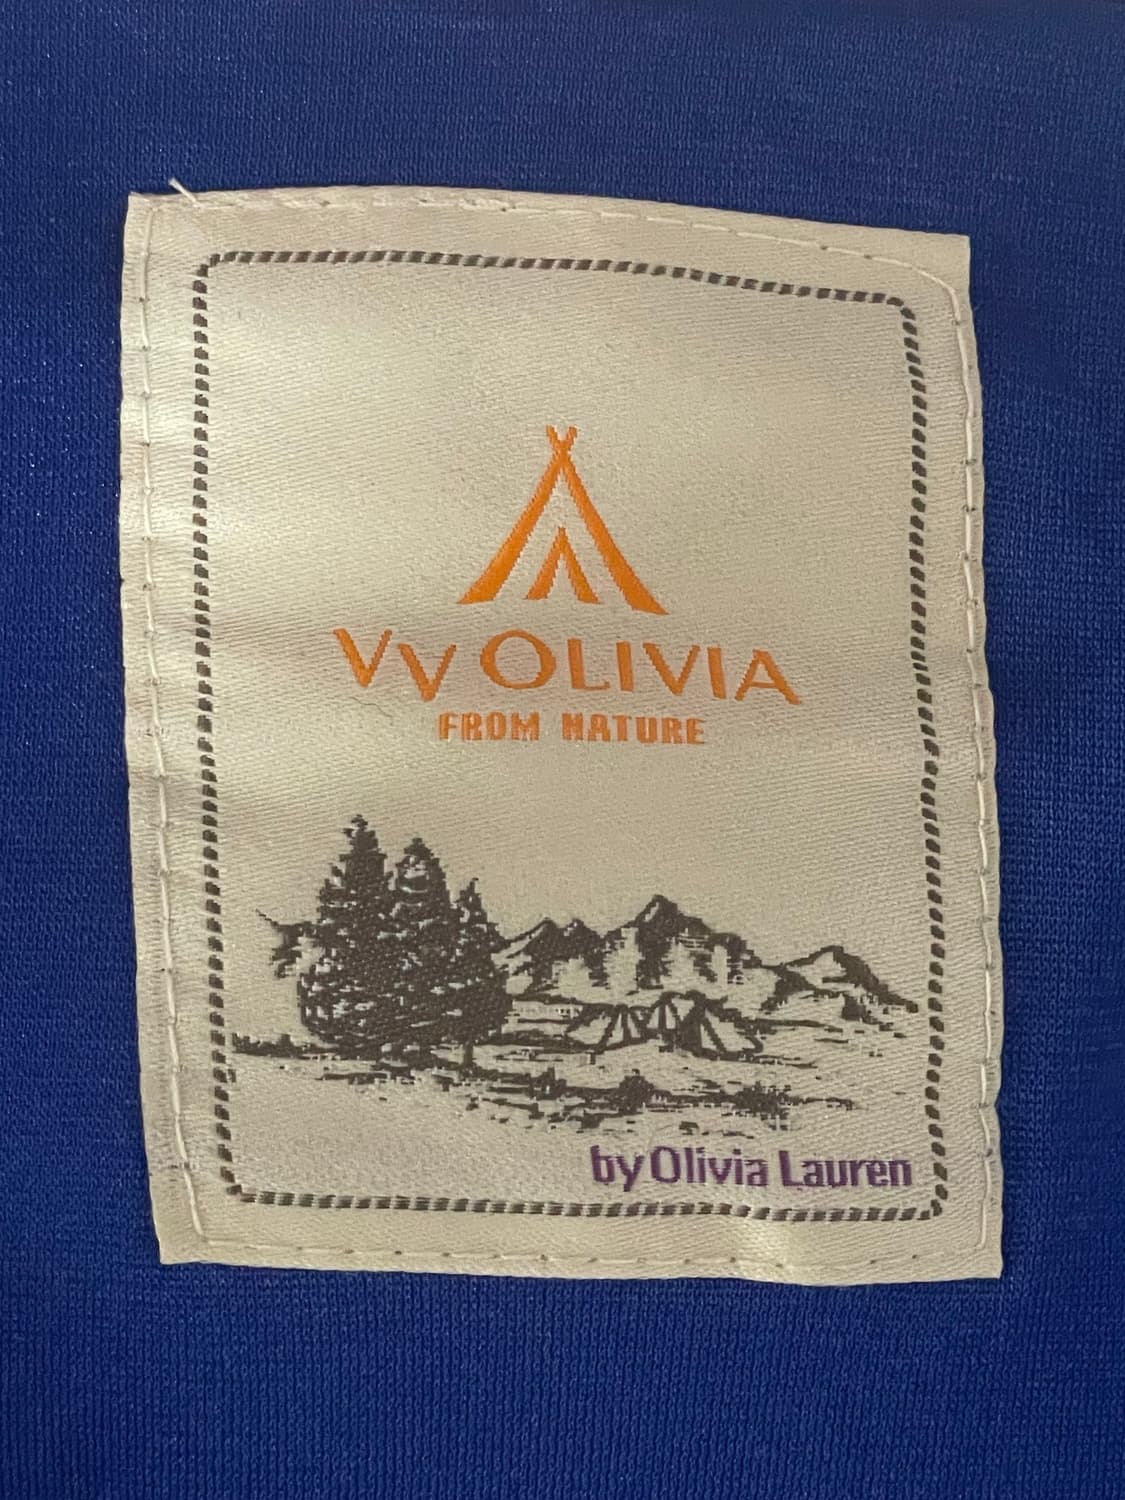 Vv OLIVIA
FROM NATURE
by Olivia Lauren